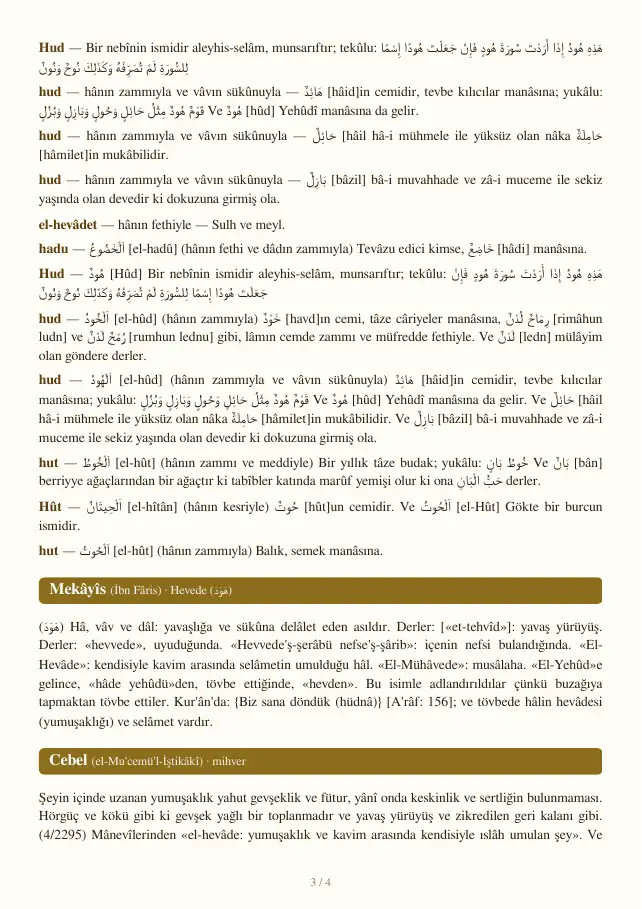 Hud — Bir nebînin ismidir aleyhis-selâm, munsarıftır; tekûlu: هَذِهِ هُودُ إِذَا أَرَدْتَ سُورَةَ هُودٍ فَإِنْ جَعَلْتَ هُودًا إِسْمًا
لِلسُّورَةِ لَمْ تَصْرِفْهُ وَكَذَلِكَ نُوحٌ وَنُونٌ
hud — hânın zammıyla ve vâvın sükûnuyla — هَائِدٌ [hâid]in cemidir, tevbe kılıcılar manâsına; yukâlu:
قَوْمٌ هُودٌ مِثْلُ حَائِلٍ وَحُولٍ وَبَازِلٍ وَبُزْلٍ Ve هُودٌ [hûd] Yehûdî manâsına da gelir.
hud — hânın zammıyla ve vâvın sükûnuyla — حَائِلٌ [hâil hâ-i mühmele ile yüksüz olan nâka حَامِلَةٌ
[hâmilet]in mukâbilidir.
hud — hânın zammıyla ve vâvın sükûnuyla — بَازِلٌ [bâzil] bâ-i muvahhade ve zâ-i muceme ile sekiz
yaşında olan devedir ki dokuzuna girmiş ola.
el-hevâdet — hânın fethiyle — Sulh ve meyl.
hadu — اَلْخَضُوعُ [el-hadû] (hânın fethi ve dâdın zammıyla) Tevâzu edici kimse, خَاضِعٌ [hâdi] manâsına.
Hud — هُودٌ [Hûd] Bir nebînin ismidir aleyhis-selâm, munsarıftır; tekûlu: هَذِهِ هُودُ إِذَا أَرَدْتَ سُورَةَ هُودٍ فَإِنْ
جَعَلْتَ هُودًا إِسْمًا لِلسُّورَةِ لَمْ تَصْرِفْهُ وَكَذَلِكَ نُوحٌ وَنُونٌ
hud — اَلْخُودُ [el-hûd] (hânın zammıyla) خَوْدٌ [havd]ın cemi, tâze câriyeler manâsına, رِمَاحٌ لُدْنٌ [rimâhun
ludn] ve رُمْحٌ لَدْنٌ [rumhun lednu] gibi, lâmın cemde zammı ve müfredde fethiyle. Ve لَدْنٌ [ledn] mülâyim
olan göndere derler.
hud — اَلْهُودُ [el-hûd] (hânın zammıyla ve vâvın sükûnuyla) هَائِدٌ [hâid]in cemidir, tevbe kılıcılar
manâsına; yukâlu: قَوْمٌ هُودٌ مِثْلُ حَائِلٍ وَحُولٍ وَبَازِلٍ وَبُزْلٍ Ve هُودٌ [hûd] Yehûdî manâsına da gelir. Ve حَائِلٌ [hâil
hâ-i mühmele ile yüksüz olan nâka حَامِلَةٌ [hâmilet]in mukâbilidir. Ve بَازِلٌ [bâzil] bâ-i muvahhade ve zâ-i
muceme ile sekiz yaşında olan devedir ki dokuzuna girmiş ola.
hut — اَلْخُوطُ [el-hût] (hânın zammı ve meddiyle) Bir yıllık tâze budak; yukâlu: خُوطُ بَانٍ Ve بَانٌ [bân]
berriyye ağaçlarından bir ağaçtır ki tabîbler katında marûf yemişi olur ki ona حَبُّ الْبَانِ derler.
Hût — اَلْحِيتَانُ [el-hîtân] (hânın kesriyle) حُوتٌ [hût]un cemidir. Ve اَلْحُوتُ [el-Hût] Gökte bir burcun
ismidir.
hut — اَلْحُوتُ [el-hût] (hânın zammıyla) Balık, semek manâsına.
Mekâyîs (İbn Fâris) · Hevede (هَوَدَ)
(هَوَدَ) Hâ, vâv ve dâl: yavaşlığa ve sükûna delâlet eden asıldır. Derler: [«et-tehvîd»]: yavaş yürüyüş.
Derler: «hevvede», uyuduğunda. «Hevvede'ş-şerâbü nefse'ş-şârib»: içenin nefsi bulandığında. «El-
Hevâde»: kendisiyle kavim arasında selâmetin umulduğu hâl. «El-Mühâvede»: musâlaha. «El-Yehûd»e
gelince, «hâde yehûdü»den, tövbe ettiğinde, «hevden». Bu isimle adlandırıldılar çünkü buzağıya
tapmaktan tövbe ettiler. Kur'ân'da: {Biz sana döndük (hüdnâ)} [A'râf: 156]; ve tövbede hâlin hevâdesi
(yumuşaklığı) ve selâmet vardır.
Cebel (el-Mu'cemü'l-İştikâkî) · mihver
Şeyin içinde uzanan yumuşaklık yahut gevşeklik ve fütur, yânî onda keskinlik ve sertliğin bulunmaması.
Hörgüç ve kökü gibi ki gevşek yağlı bir toplanmadır ve yavaş yürüyüş ve zikredilen geri kalanı gibi.
(4/2295) Mânevîlerinden «el-hevâde: yumuşaklık ve kavim arasında kendisiyle ıslâh umulan şey». Ve
3 / 4